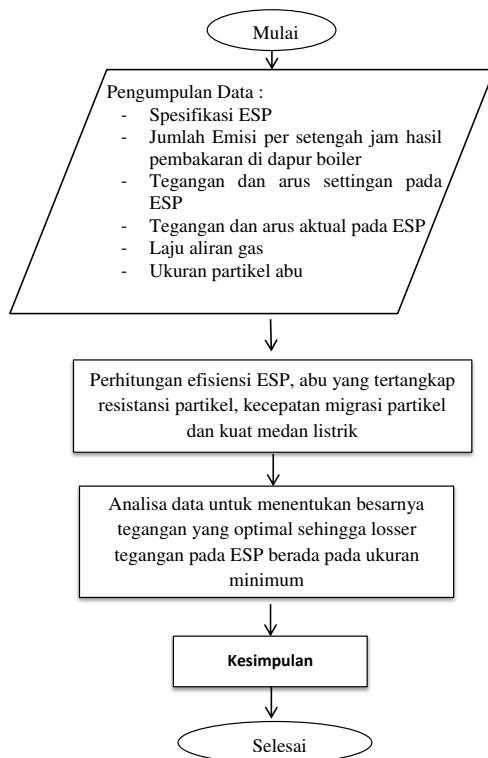 Mulai
Pengumpulan Data :
- Spesifikasi ESP
- Jumlah Emisi per setengah jam hasil
pembakaran di dapur boiler
- Tegangan dan arus settingan pada
ESP
- Tegangan dan arus aktual pada ESP
- Laju aliran gas
- Ukuran partikel abu
Perhitungan efisiensi ESP, abu yang tertangkap
resistansi partikel, kecepatan migrasi partikel
dan kuat medan listrik
Analisa data untuk menentukan besarnya
tegangan yang optimal sehingga losser
tegangan pada ESP berada pada ukuran
minimum
Kesimpulan
Selesai